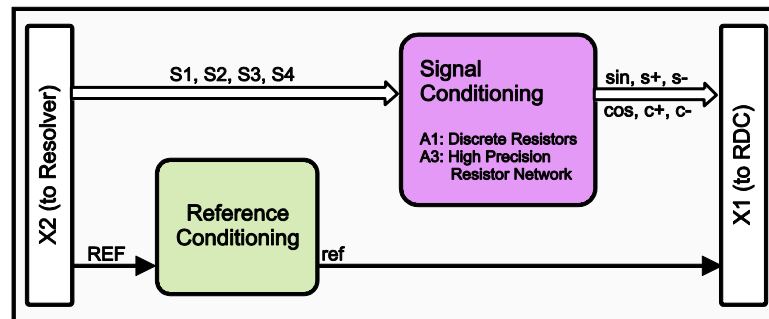 X2 (to Resolver)
S1, S2, S3, S4
Signal
Conditioning
A1: Discrete Resistors
A3: High Precision
Resistor Network
sin, s+, s-
cos, c+, c-
X1 (to RDC)
Reference
Conditioning
REF
ref